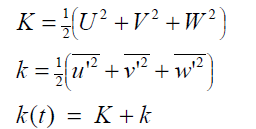 K = ½(U² + V² + W²)
k = ½(u'² + v'² + w'²)
k(t) = K + k